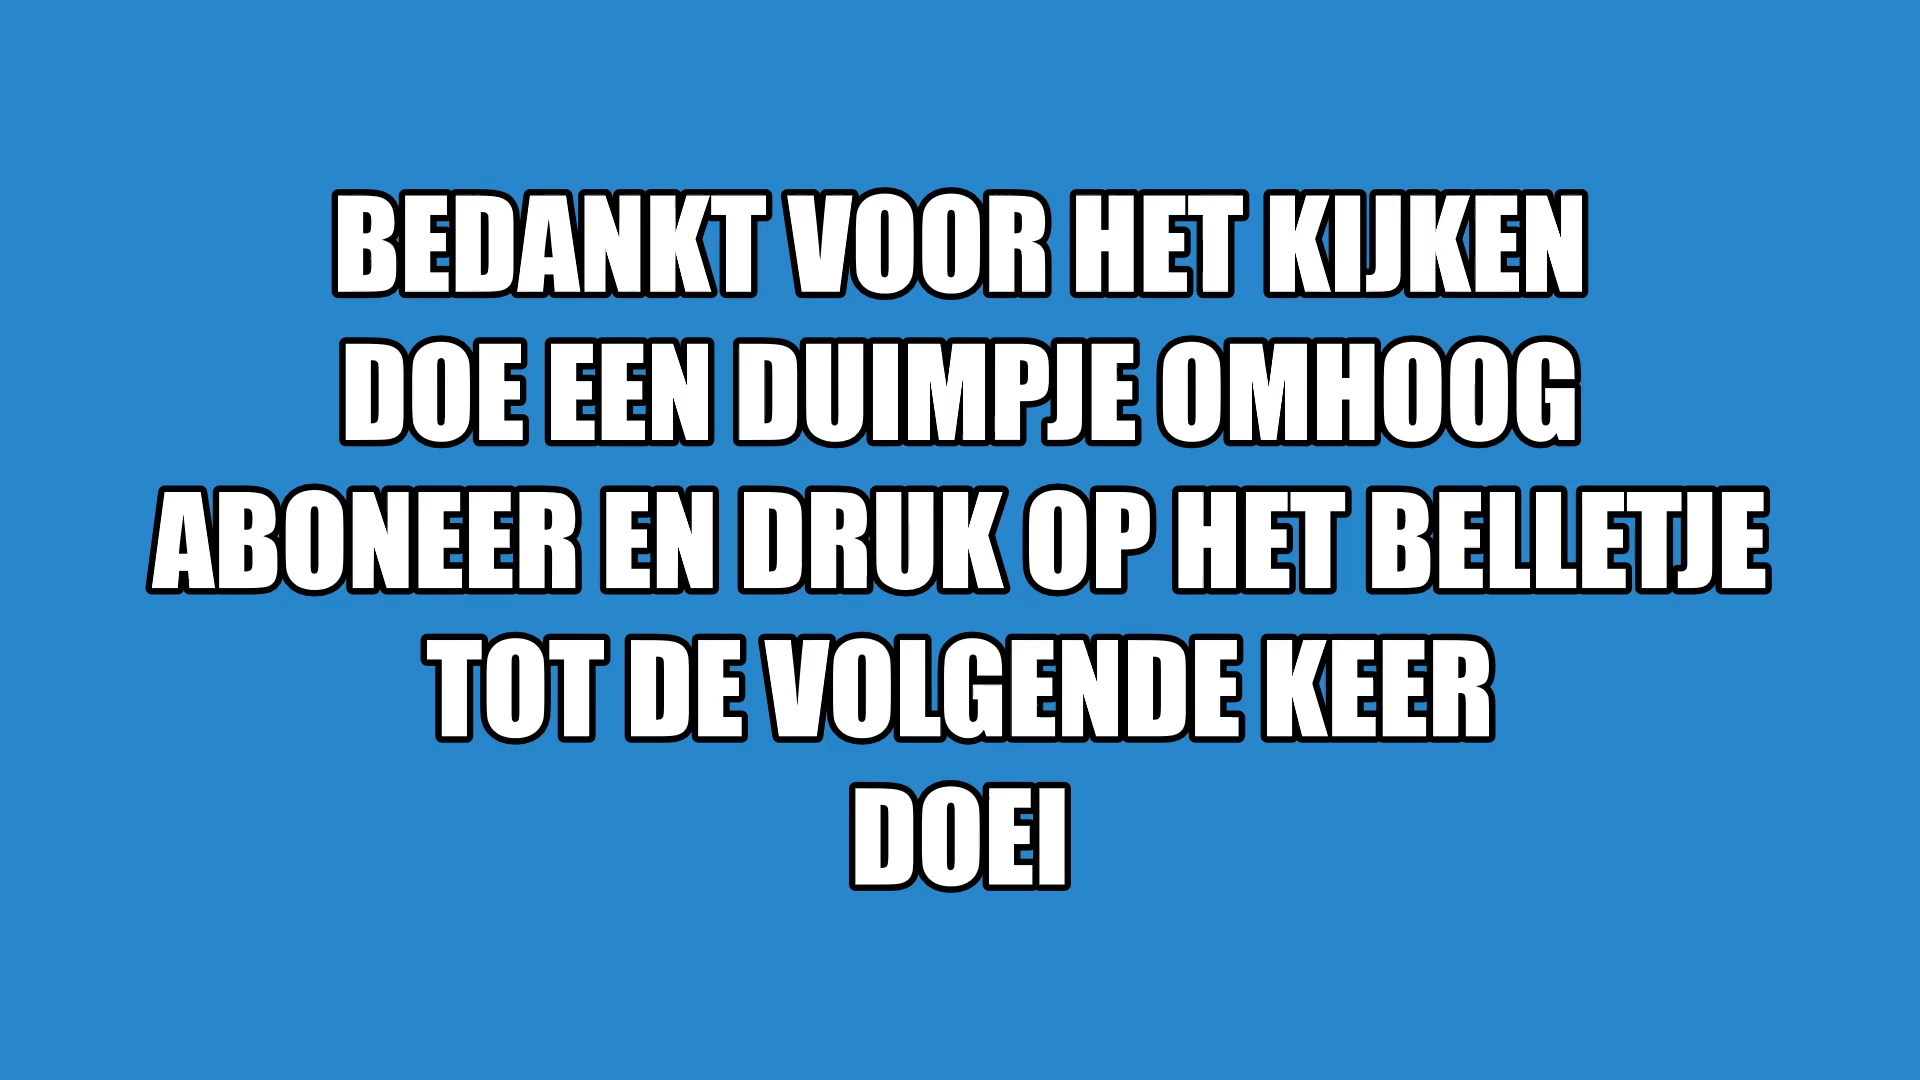 BEDANKT VOOR HET KIJKEN
DOE EEN DUIMPJE OMHOOG
ABONEER EN DRUK OP HET BELLETJE
TOT DE VOLGENDE KEER
DOEI